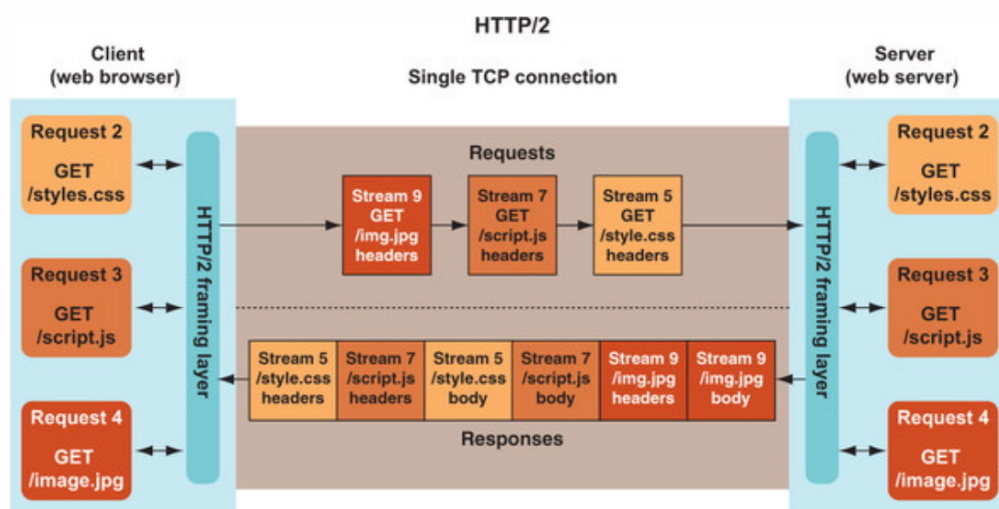 HTTP/2
Client
(web browser)
Single TCP connection
Server
(web server)
Request 2
GET
/styles.css
Request 3
GET
/script.js
Request 4
GET
/image.jpg
HTTP/2 framing layer
Requests
Stream 9
GET
/img.jpg
headers
Stream 7
GET
/script.js
headers
Stream 5
GET
/style.css
headers
Stream 5
/style.css
headers
Stream 7
/script.js
headers
Stream 5
/style.css
body
Stream 7
/script.js
body
Stream 9
/img.jpg
headers
Stream 9
/img.jpg
body
Responses
HTTP/2 framing layer
Request 2
GET
/styles.css
Request 3
GET
/script.js
Request 4
GET
/image.jpg